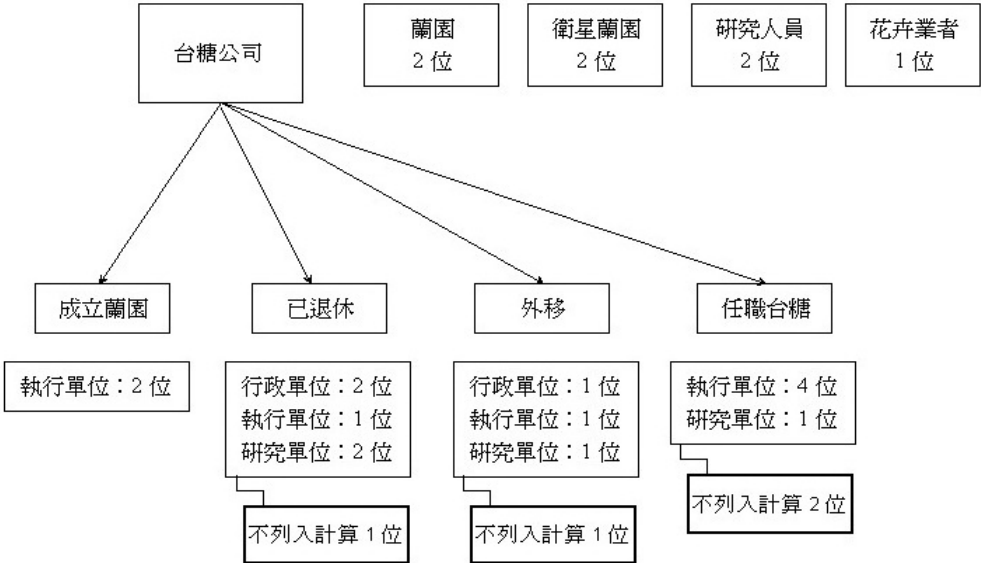 台糖公司
蘭園
2 位
衛星蘭園
2 位
研究人員
2 位
花卉業者
1 位
成立蘭園
已退休
外移
任職台糖
執行單位：2 位
行政單位：2 位
執行單位：1 位
研究單位：2 位
行政單位：1 位
執行單位：1 位
研究單位：1 位
執行單位：4 位
研究單位：1 位
不列入計算 1 位
不列入計算 1 位
不列入計算 2 位